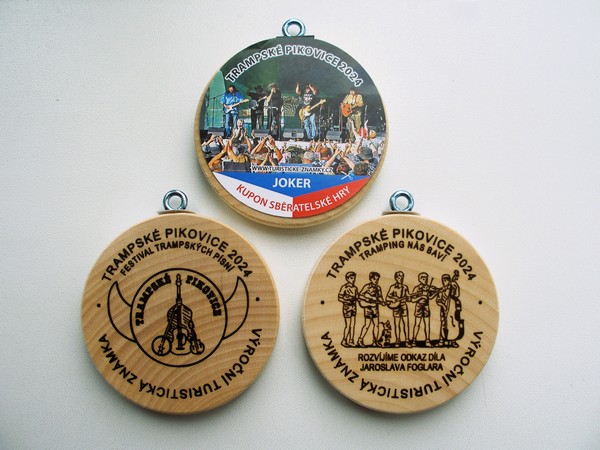 TRAMPSKÉ PIKOVICE 2024
WWW.TURISTICKE-ZNAMKY.CZ
JOKER
KUPON SBĚRATELSKÉ HRY
TRAMPSKÉ PIKOVICE 2024
FESTIVAL TRAMPSKÝCH PÍSNÍ
TRAMPSKÉ PIKOVICE
VÝROČNÍ TURISTICKÁ ZNÁMKA
TRAMPSKÉ PIKOVICE 2024
TRAMPING NÁS BAVÍ
ROZVÍJÍME ODKAZ DÍLA
JAROSLAVA FOGLARA
VÝROČNÍ TURISTICKÁ ZNÁMKA